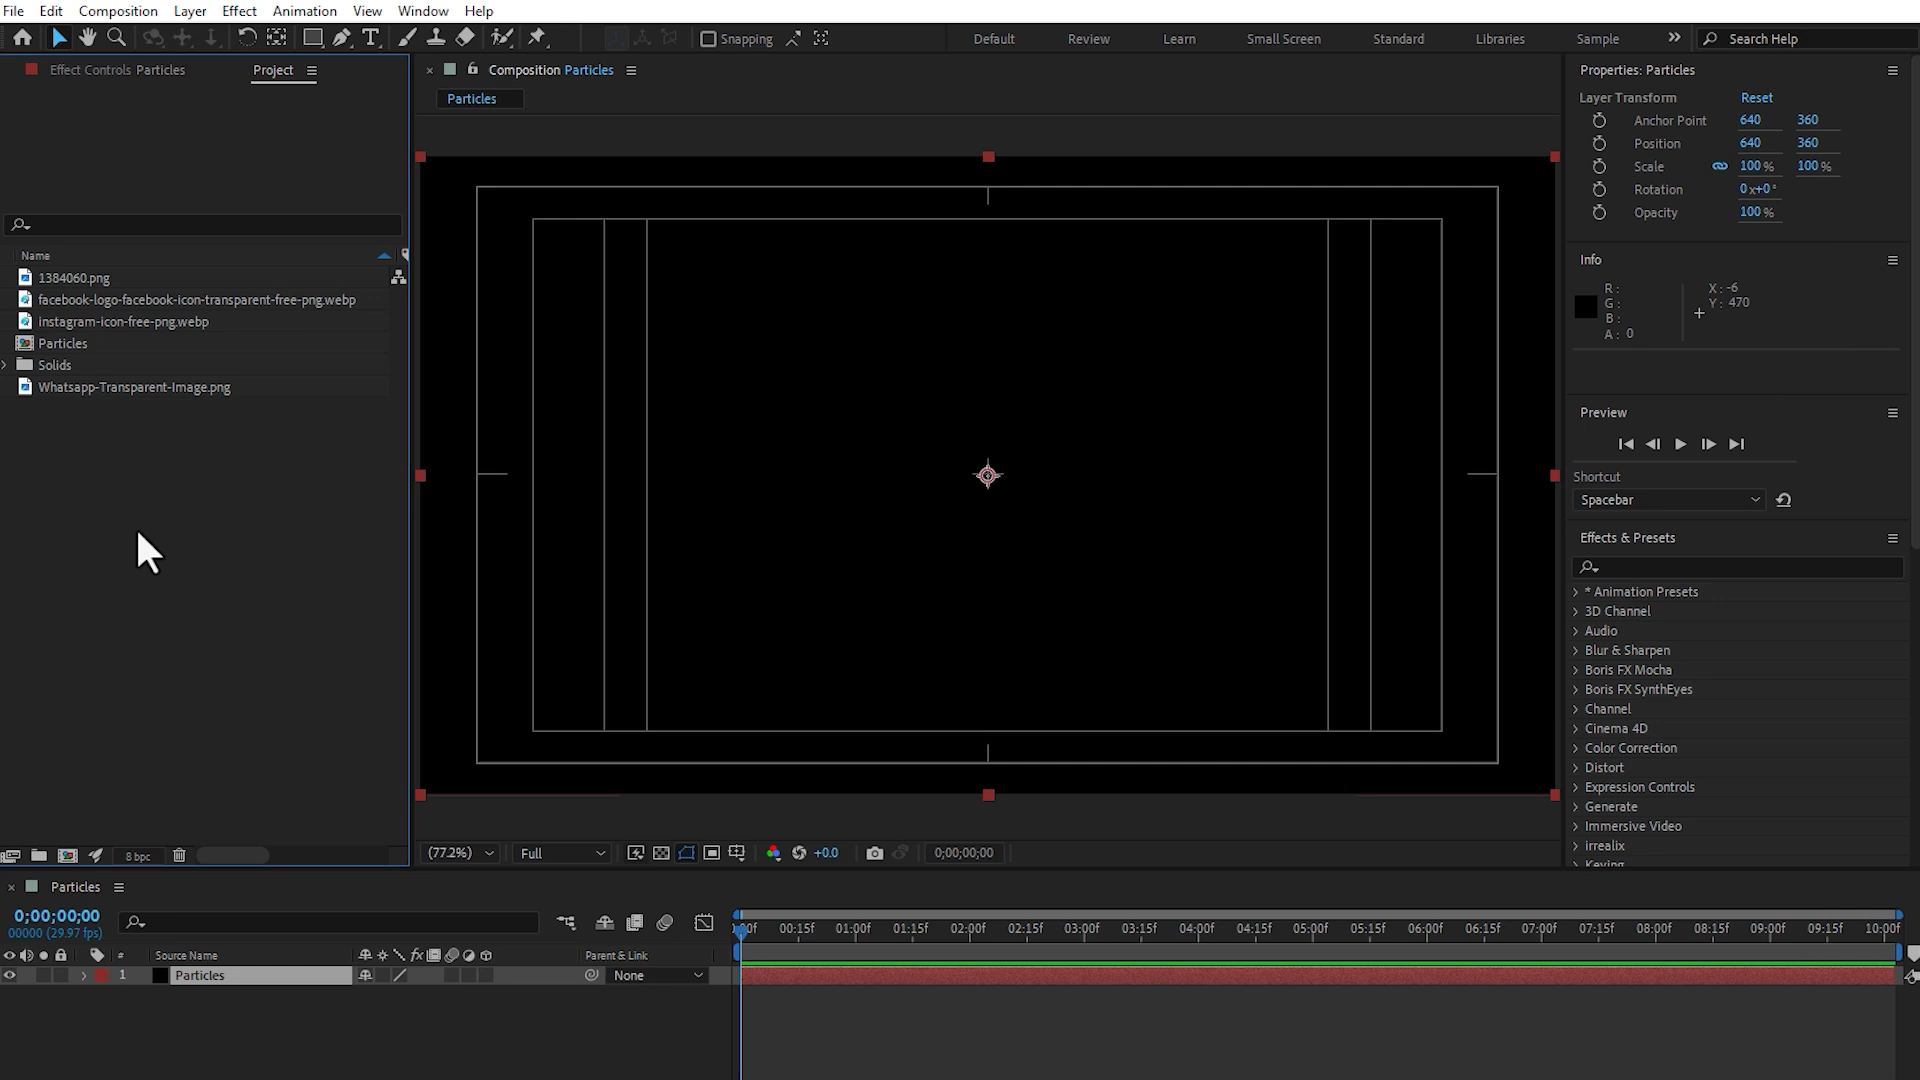 File Edit Composition Layer Effect Animation View Window Help
Snapping Default Review Learn Small Screen Standard Libraries Sample Search Help
Effect Controls Particles Project
Composition Particles
Particles
Name
1384060.png
facebook-logo-facebook-icon-transparent-free-png.webp
instagram-icon-free-png.webp
Particles
Solids
Whatsapp-Transparent-Image.png
8 bpc
(77.2%) Full +0.0 0;00;00;00
Properties: Particles
Layer Transform Reset
Anchor Point 640 360
Position 640 360
Scale 100 % 100 %
Rotation 0x+0°
Opacity 100 %
Info
R :
G :
B :
A : 0
X : -6
Y : 470
Preview
Shortcut
Spacebar
Effects & Presets
* Animation Presets
3D Channel
Audio
Blur & Sharpen
Boris FX Mocha
Boris FX SynthEyes
Channel
Cinema 4D
Color Correction
Distort
Expression Controls
Generate
Immersive Video
irrealix
Keying
Particles
0;00;00;00
00000 (29.97 fps)
00:15f 01:00f 01:15f 02:00f 02:15f 03:00f 03:15f 04:00f 04:15f 05:00f 05:15f 06:00f 06:15f 07:00f 07:15f 08:00f 08:15f 09:00f 09:15f 10:00f
# Source Name fx Parent & Link
1 Particles None